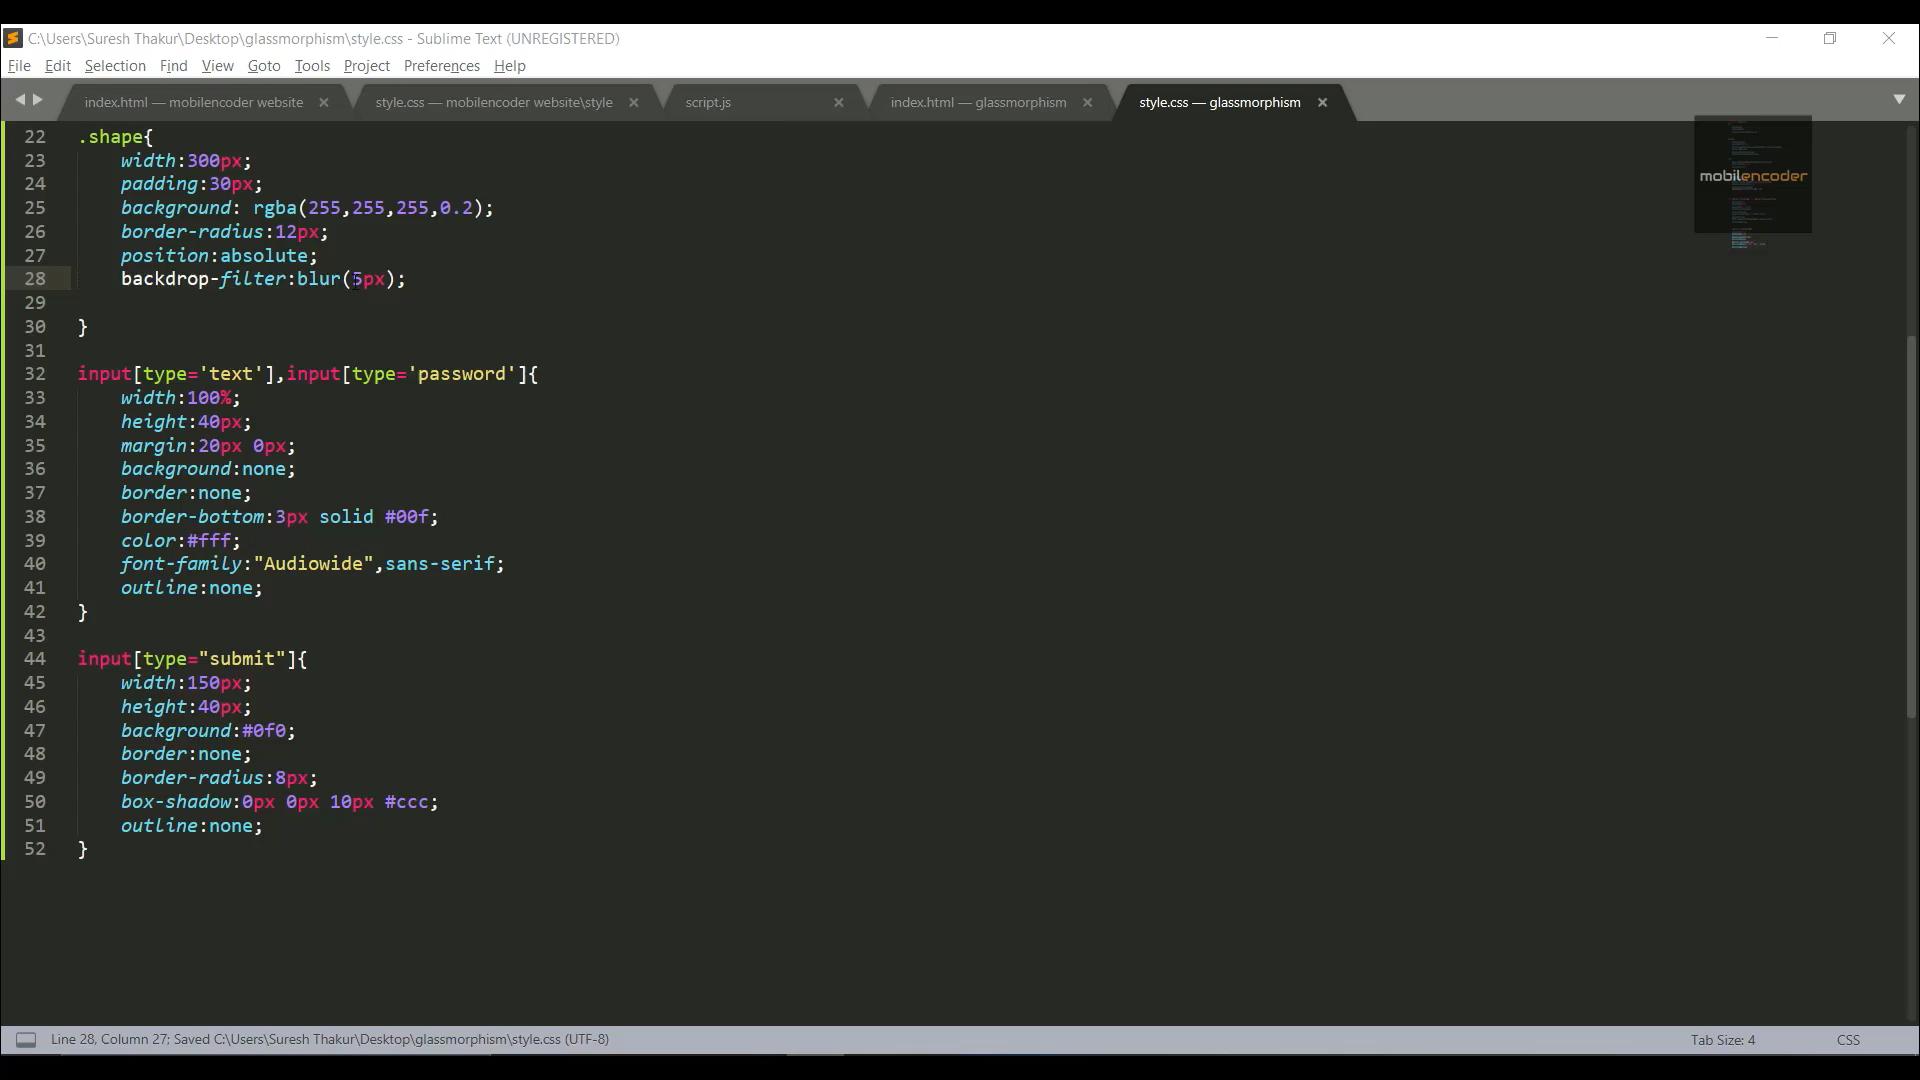 C:\Users\Suresh Thakur\Desktop\glassmorphism\style.css - Sublime Text (UNREGISTERED)
File Edit Selection Find View Goto Tools Project Preferences Help
index.html — mobilencoder website style.css — mobilencoder website\style script.js index.html — glassmorphism style.css — glassmorphism
22 .shape{
23 width:300px;
24 padding:30px;
25 background: rgba(255,255,255,0.2);
26 border-radius:12px;
27 position:absolute;
28 backdrop-filter:blur(5px);
29
30 }
31
32 input[type='text'],input[type='password']{
33 width:100%;
34 height:40px;
35 margin:20px 0px;
36 background:none;
37 border:none;
38 border-bottom:3px solid #00f;
39 color:#fff;
40 font-family:"Audiowide",sans-serif;
41 outline:none;
42 }
43
44 input[type="submit"]{
45 width:150px;
46 height:40px;
47 background:#0f0;
48 border:none;
49 border-radius:8px;
50 box-shadow:0px 0px 10px #ccc;
51 outline:none;
52 }
mobilencoder
Line 28, Column 27; Saved C:\Users\Suresh Thakur\Desktop\glassmorphism\style.css (UTF-8) Tab Size: 4 CSS